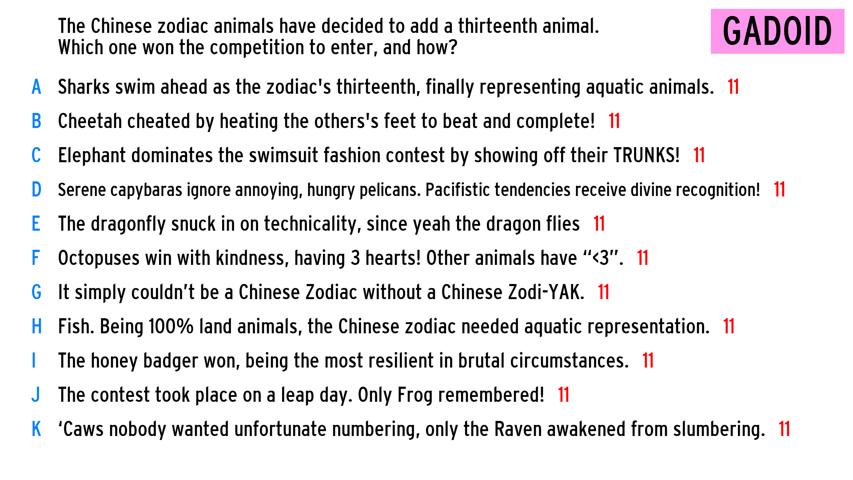 The Chinese zodiac animals have decided to add a thirteenth animal.
Which one won the competition to enter, and how?
GADOID
A Sharks swim ahead as the zodiac's thirteenth, finally representing aquatic animals. 11
B Cheetah cheated by heating the others's feet to beat and complete! 11
C Elephant dominates the swimsuit fashion contest by showing off their TRUNKS! 11
D Serene capybaras ignore annoying, hungry pelicans. Pacifistic tendencies receive divine recognition! 11
E The dragonfly snuck in on technicality, since yeah the dragon flies 11
F Octopuses win with kindness, having 3 hearts! Other animals have “<3”. 11
G It simply couldn’t be a Chinese Zodiac without a Chinese Zodi-YAK. 11
H Fish. Being 100% land animals, the Chinese zodiac needed aquatic representation. 11
I The honey badger won, being the most resilient in brutal circumstances. 11
J The contest took place on a leap day. Only Frog remembered! 11
K ‘Caws nobody wanted unfortunate numbering, only the Raven awakened from slumbering. 11